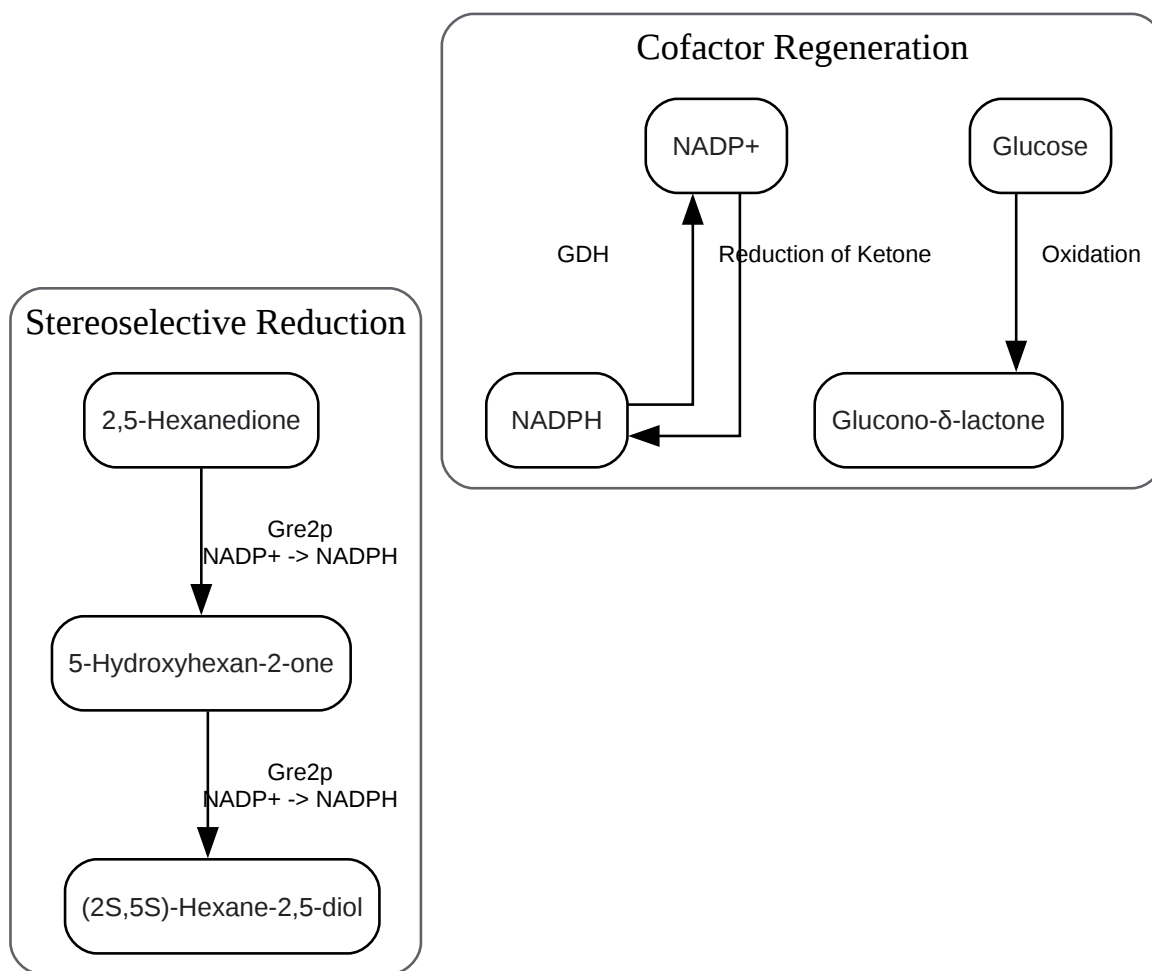 Cofactor Regeneration
NADP+
Glucose
GDH
Reduction of Ketone
Oxidation
NADPH
Glucono-δ-lactone
Stereoselective Reduction
2,5-Hexanedione
Gre2p
NADP+ -> NADPH
5-Hydroxyhexan-2-one
Gre2p
NADP+ -> NADPH
(2S,5S)-Hexane-2,5-diol